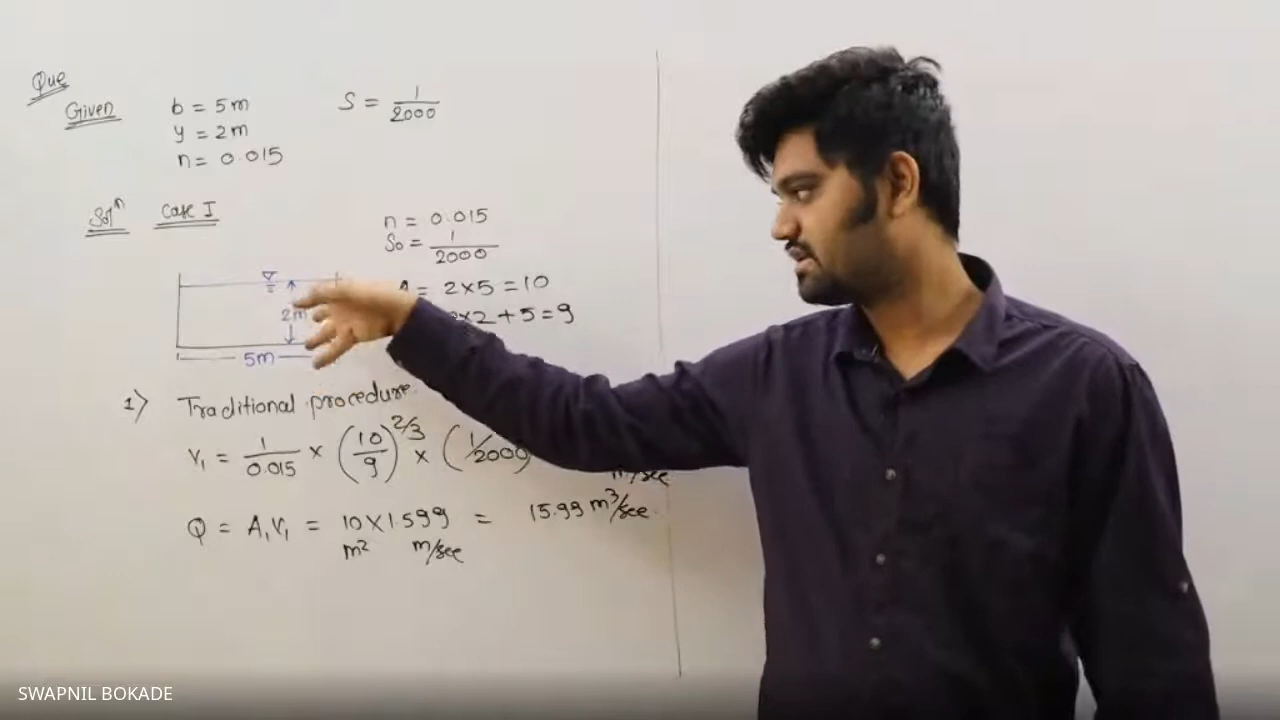 Que
Given b = 5m S = 1/2000
y = 2m
n = 0.015
Solⁿ Case I
n = 0.015
S₀ = 1/2000
= 2×5 = 10
×2 + 5 = 9
2m
5m
1) Traditional procedure.
V₁ = 1/0.015 × (10/9)^2/3 × (1/2000)
m/sec
Q = A₁V₁ = 10 × 1.599 = 15.99 m³/sec.
m² m/sec
SWAPNIL BOKADE